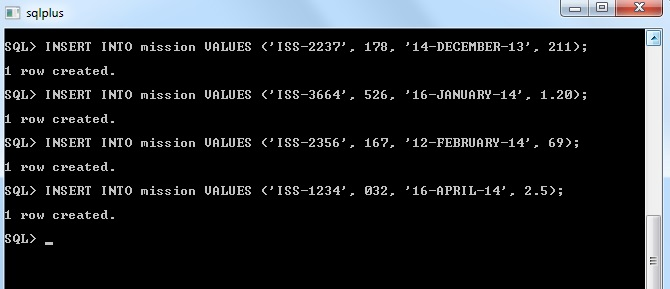 sqlplus
SQL> INSERT INTO mission VALUES ('ISS-2237', 178, '14-DECEMBER-13', 211);
1 row created.
SQL> INSERT INTO mission VALUES ('ISS-3664', 526, '16-JANUARY-14', 1.20);
1 row created.
SQL> INSERT INTO mission VALUES ('ISS-2356', 167, '12-FEBRUARY-14', 69);
1 row created.
SQL> INSERT INTO mission VALUES ('ISS-1234', 032, '16-APRIL-14', 2.5);
1 row created.
SQL> _